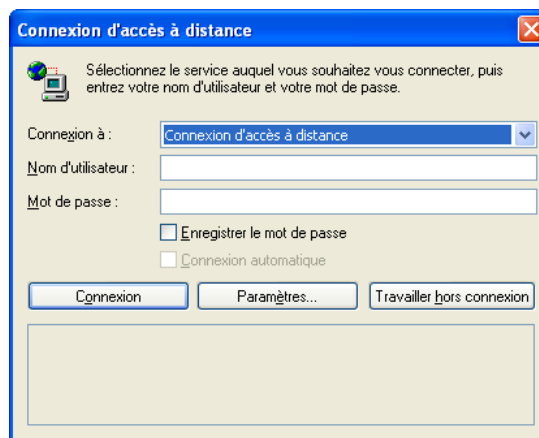 Connexion d'accès à distance
Sélectionnez le service auquel vous souhaitez vous connecter, puis
entrez votre nom d'utilisateur et votre mot de passe.
Connexion à :
Connexion d'accès à distance
Nom d'utilisateur :
Mot de passe :
Enregistrer le mot de passe
Connexion automatique
Connexion Paramètres... Travailler hors connexion